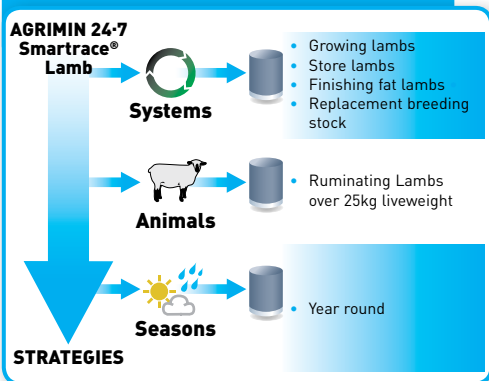 AGRIMIN 24·7
Smartrace®
Lamb
Systems
• Growing lambs
• Store lambs
• Finishing fat lambs
• Replacement breeding
stock
Animals
• Ruminating Lambs
over 25kg liveweight
Seasons
• Year round
STRATEGIES